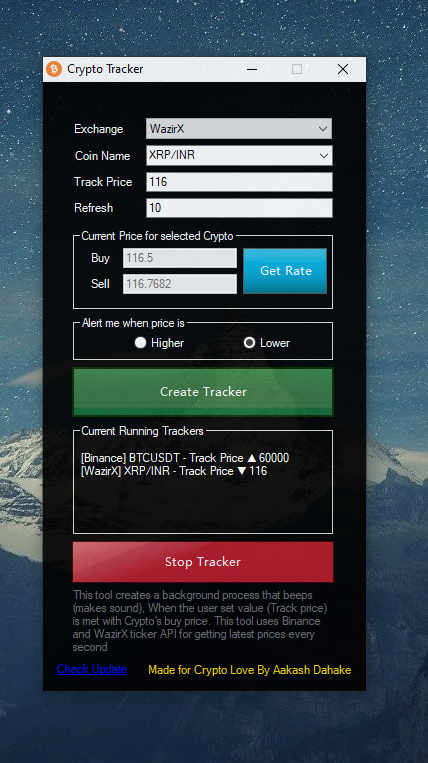 Crypto Tracker
Exchange
WazirX
Coin Name
XRP/INR
Track Price
116
Refresh
10
Current Price for selected Crypto
Buy
116.5
Get Rate
Sell
116.7682
Alert me when price is
Higher
Lower
Create Tracker
Current Running Trackers
[Binance] BTCUSDT - Track Price ▲ 60000
[WazirX] XRP/INR - Track Price ▼ 116
Stop Tracker
This tool creates a background process that beeps
(makes sound), When the user set value (Track price)
is met with Crypto's buy price. This tool uses Binance
and WazirX ticker API for getting latest prices every
second
Check Update
Made for Crypto Love By Aakash Dahake